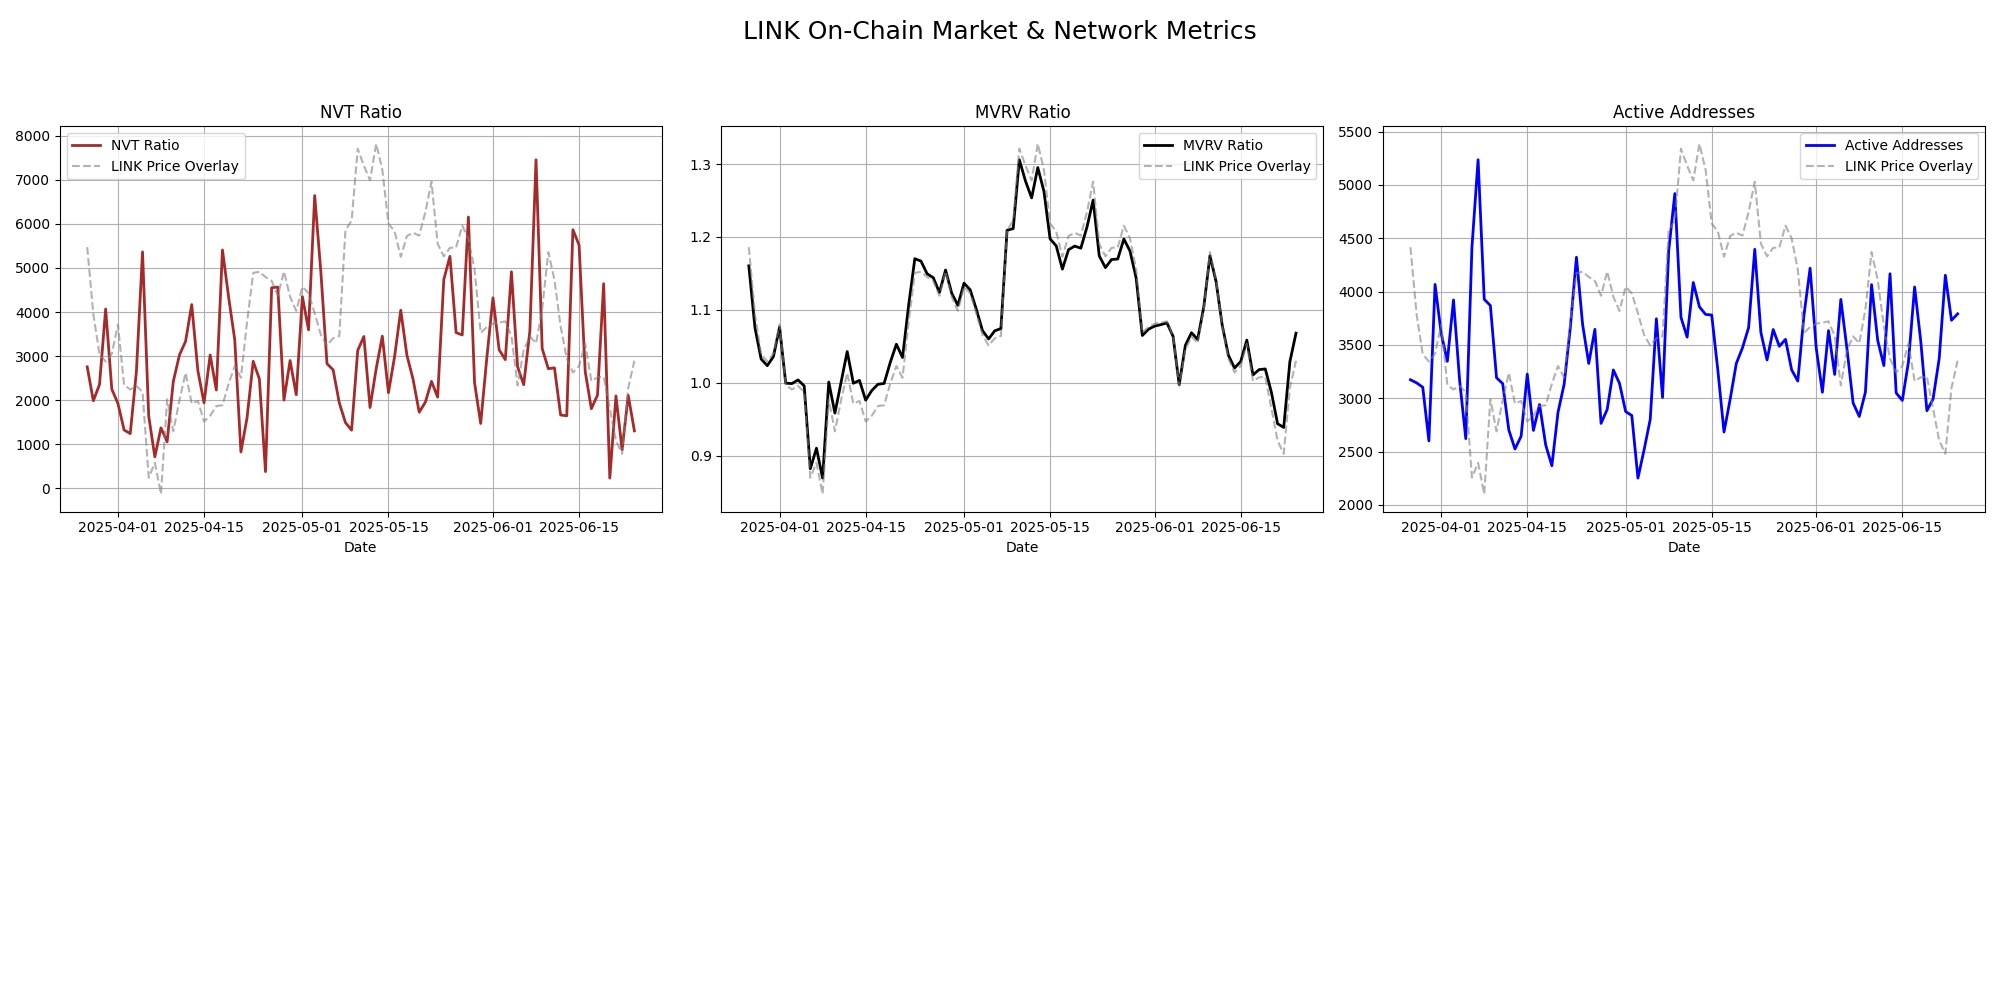 LINK On-Chain Market & Network Metrics
NVT Ratio
8000
7000
6000
5000
4000
3000
2000
1000
0
NVT Ratio
LINK Price Overlay
2025-04-01 2025-04-15 2025-05-01 2025-05-15 2025-06-01 2025-06-15
Date
MVRV Ratio
1.3
1.2
1.1
1.0
0.9
MVRV Ratio
LINK Price Overlay
2025-04-01 2025-04-15 2025-05-01 2025-05-15 2025-06-01 2025-06-15
Date
Active Addresses
5500
5000
4500
4000
3500
3000
2500
2000
Active Addresses
LINK Price Overlay
2025-04-01 2025-04-15 2025-05-01 2025-05-15 2025-06-01 2025-06-15
Date